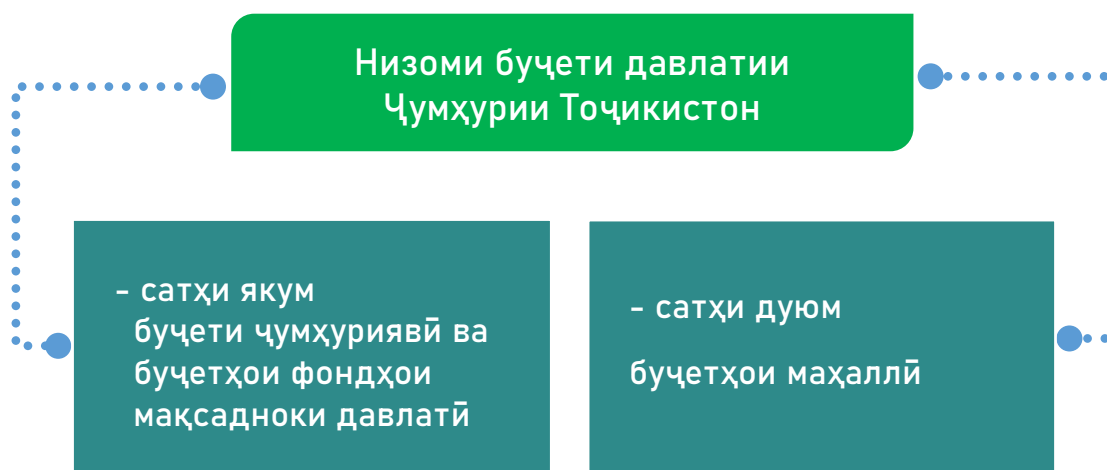 Низоми буҷети давлатии
Ҷумҳурии Тоҷикистон
- сатҳи якум
буҷети ҷумҳуриявӣ ва
буҷетҳои фондҳои
мақсадноки давлатӣ
- сатҳи дуюм
буҷетҳои маҳаллӣ